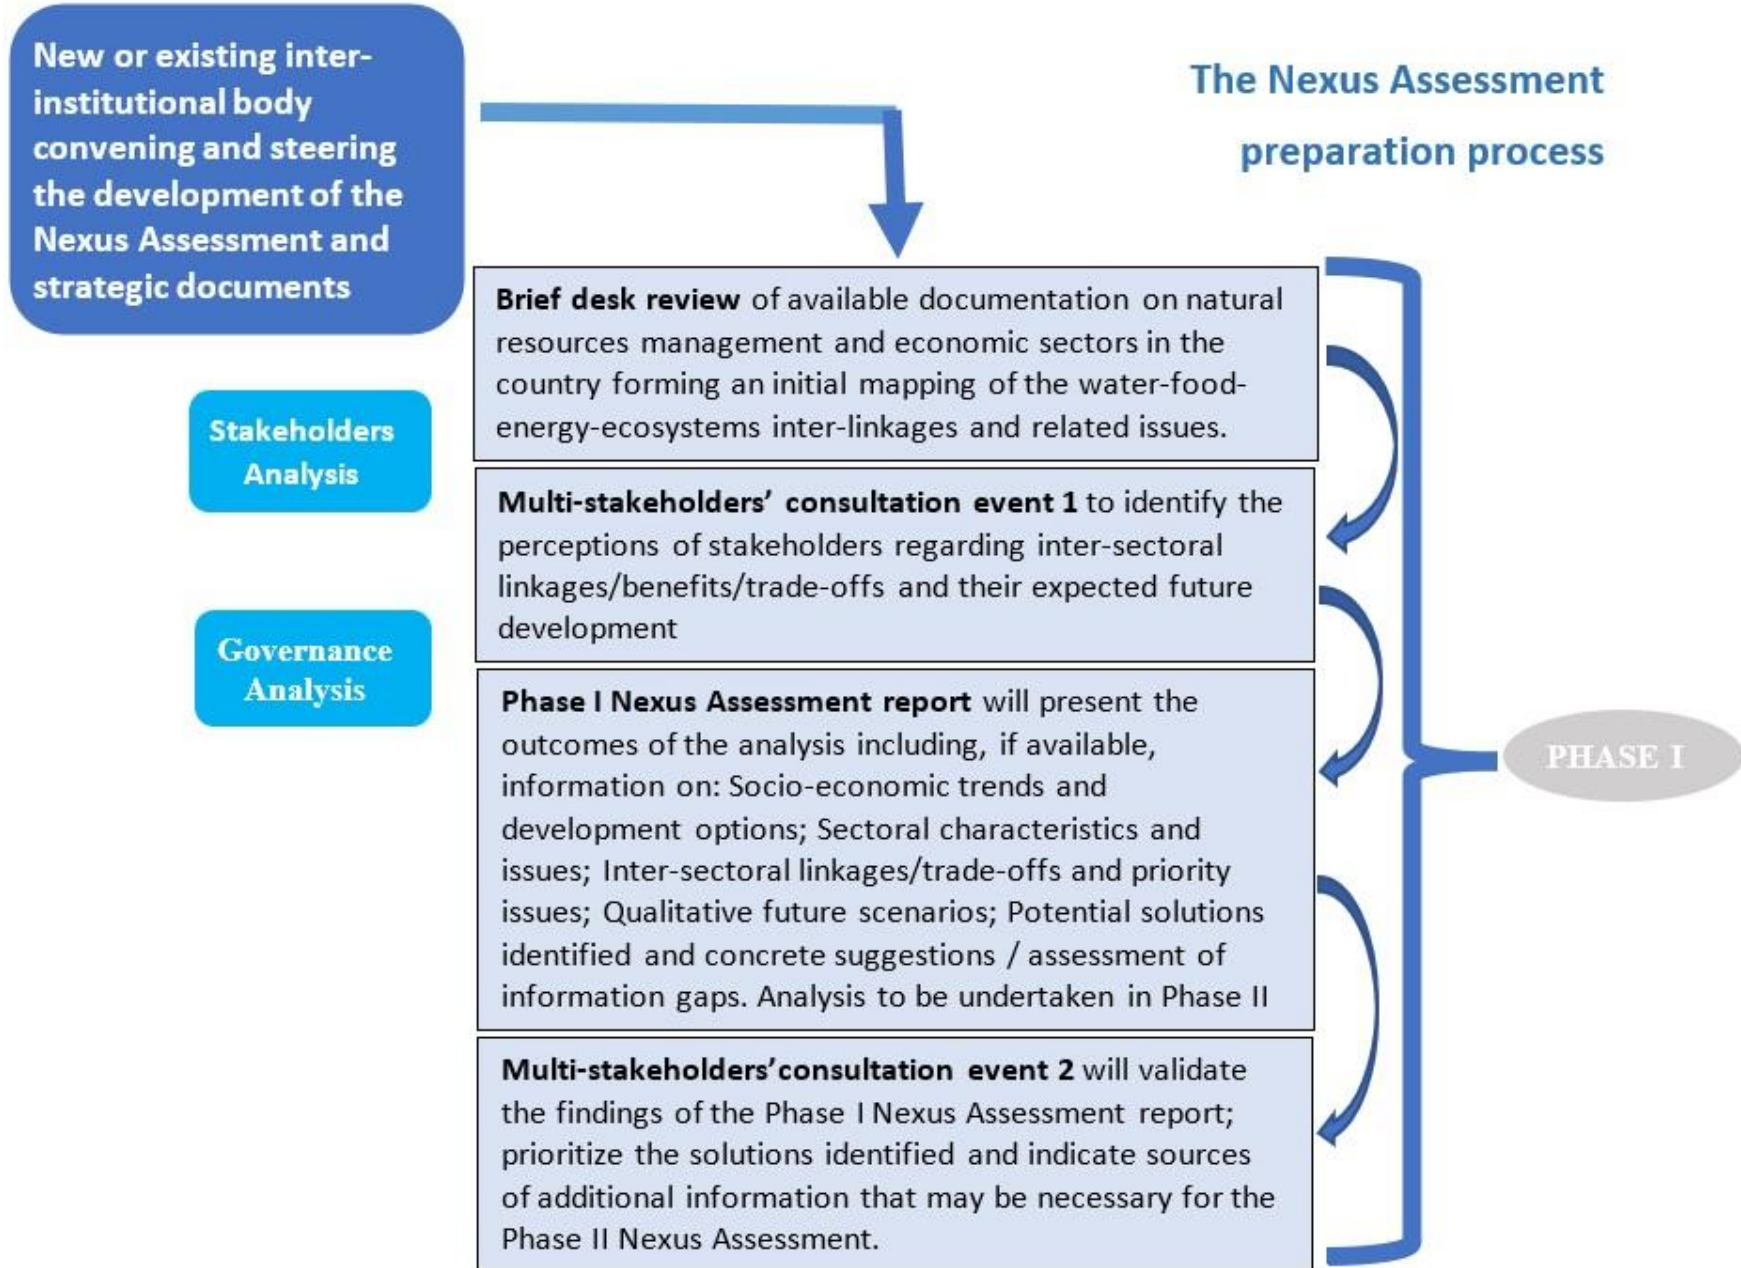 New or existing inter-
institutional body
convening and steering
the development of the
Nexus Assessment and
strategic documents
The Nexus Assessment
preparation process
Brief desk review of available documentation on natural
resources management and economic sectors in the
country forming an initial mapping of the water-food-
energy-ecosystems inter-linkages and related issues.
Stakeholders
Analysis
Multi-stakeholders’ consultation event 1 to identify the
perceptions of stakeholders regarding inter-sectoral
linkages/benefits/trade-offs and their expected future
development
Governance
Analysis
Phase I Nexus Assessment report will present the
outcomes of the analysis including, if available,
information on: Socio-economic trends and
development options; Sectoral characteristics and
issues; Inter-sectoral linkages/trade-offs and priority
issues; Qualitative future scenarios; Potential solutions
identified and concrete suggestions / assessment of
information gaps. Analysis to be undertaken in Phase II
PHASE I
Multi-stakeholders’consultation event 2 will validate
the findings of the Phase I Nexus Assessment report;
prioritize the solutions identified and indicate sources
of additional information that may be necessary for the
Phase II Nexus Assessment.